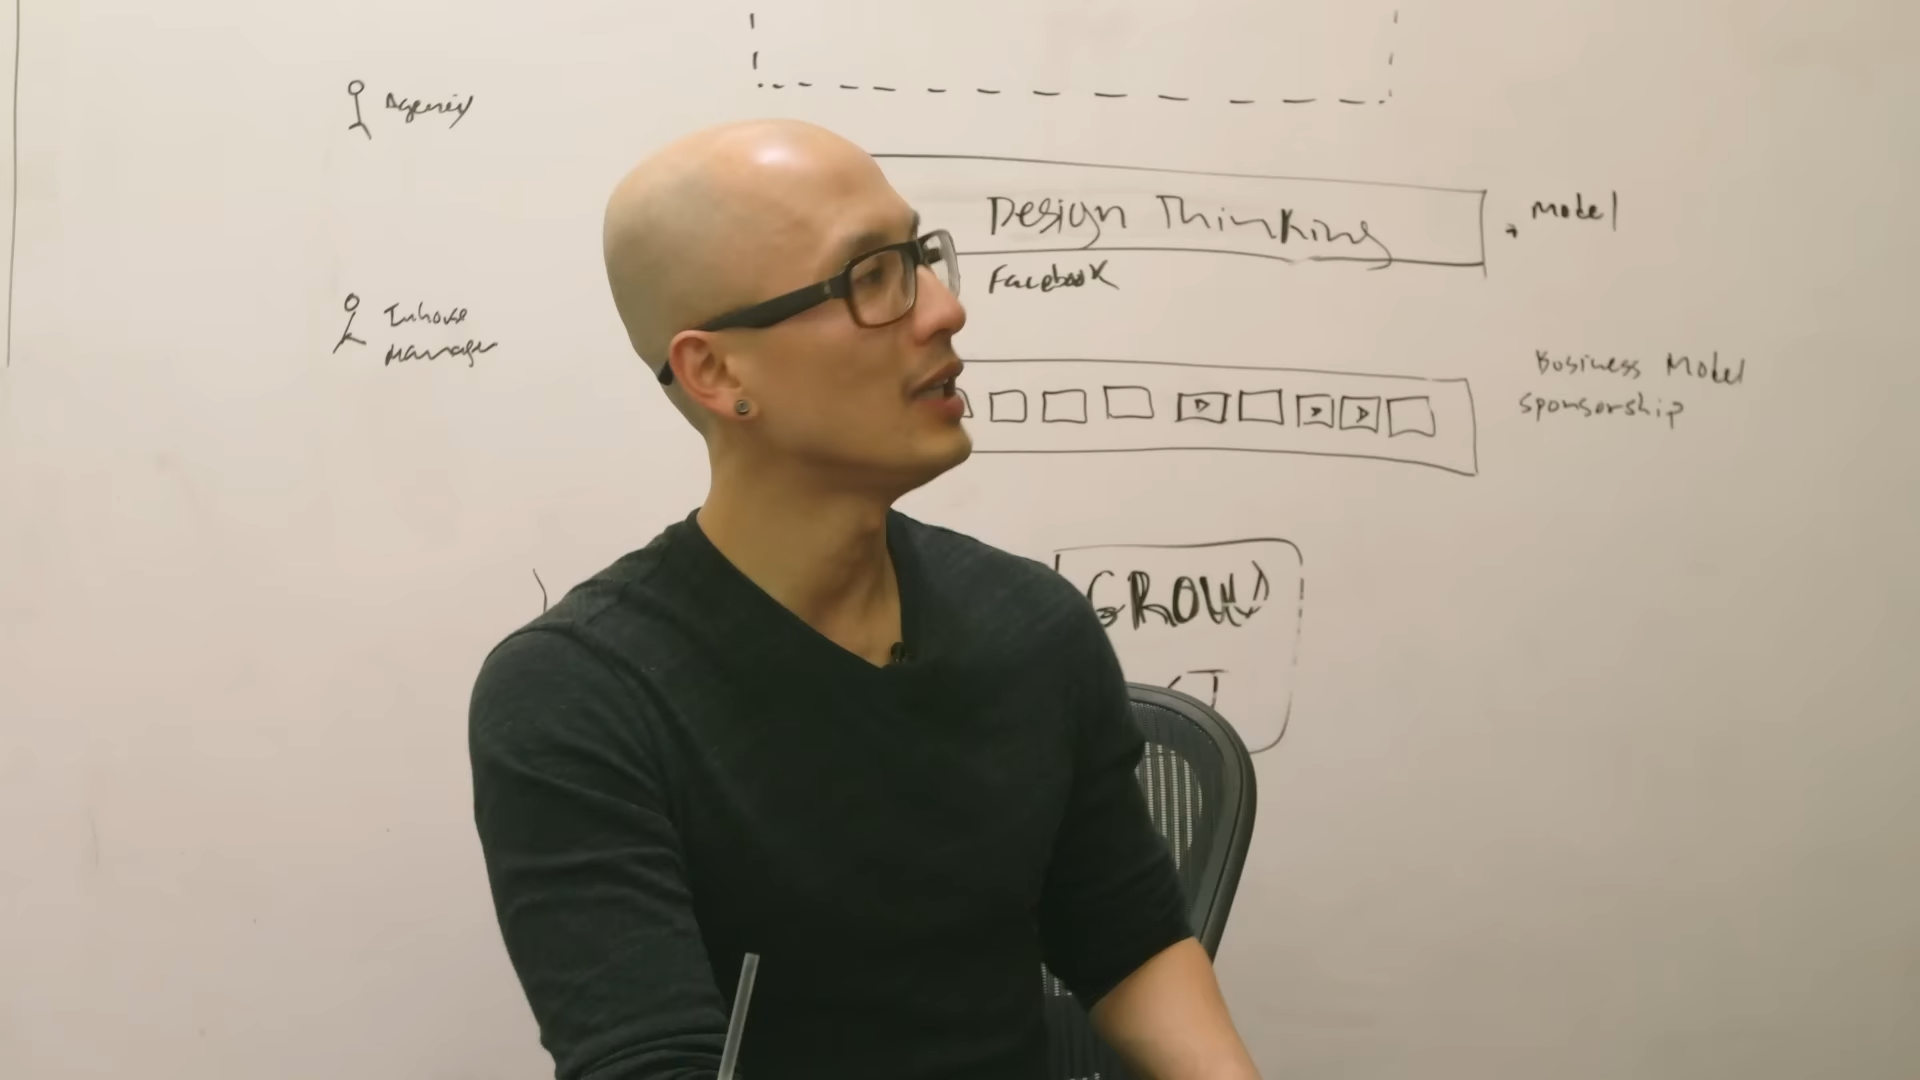 Agency
Design Thinking
Model
Facebook
Inhouse
Manager
Business Model
Sponsorship
GROW